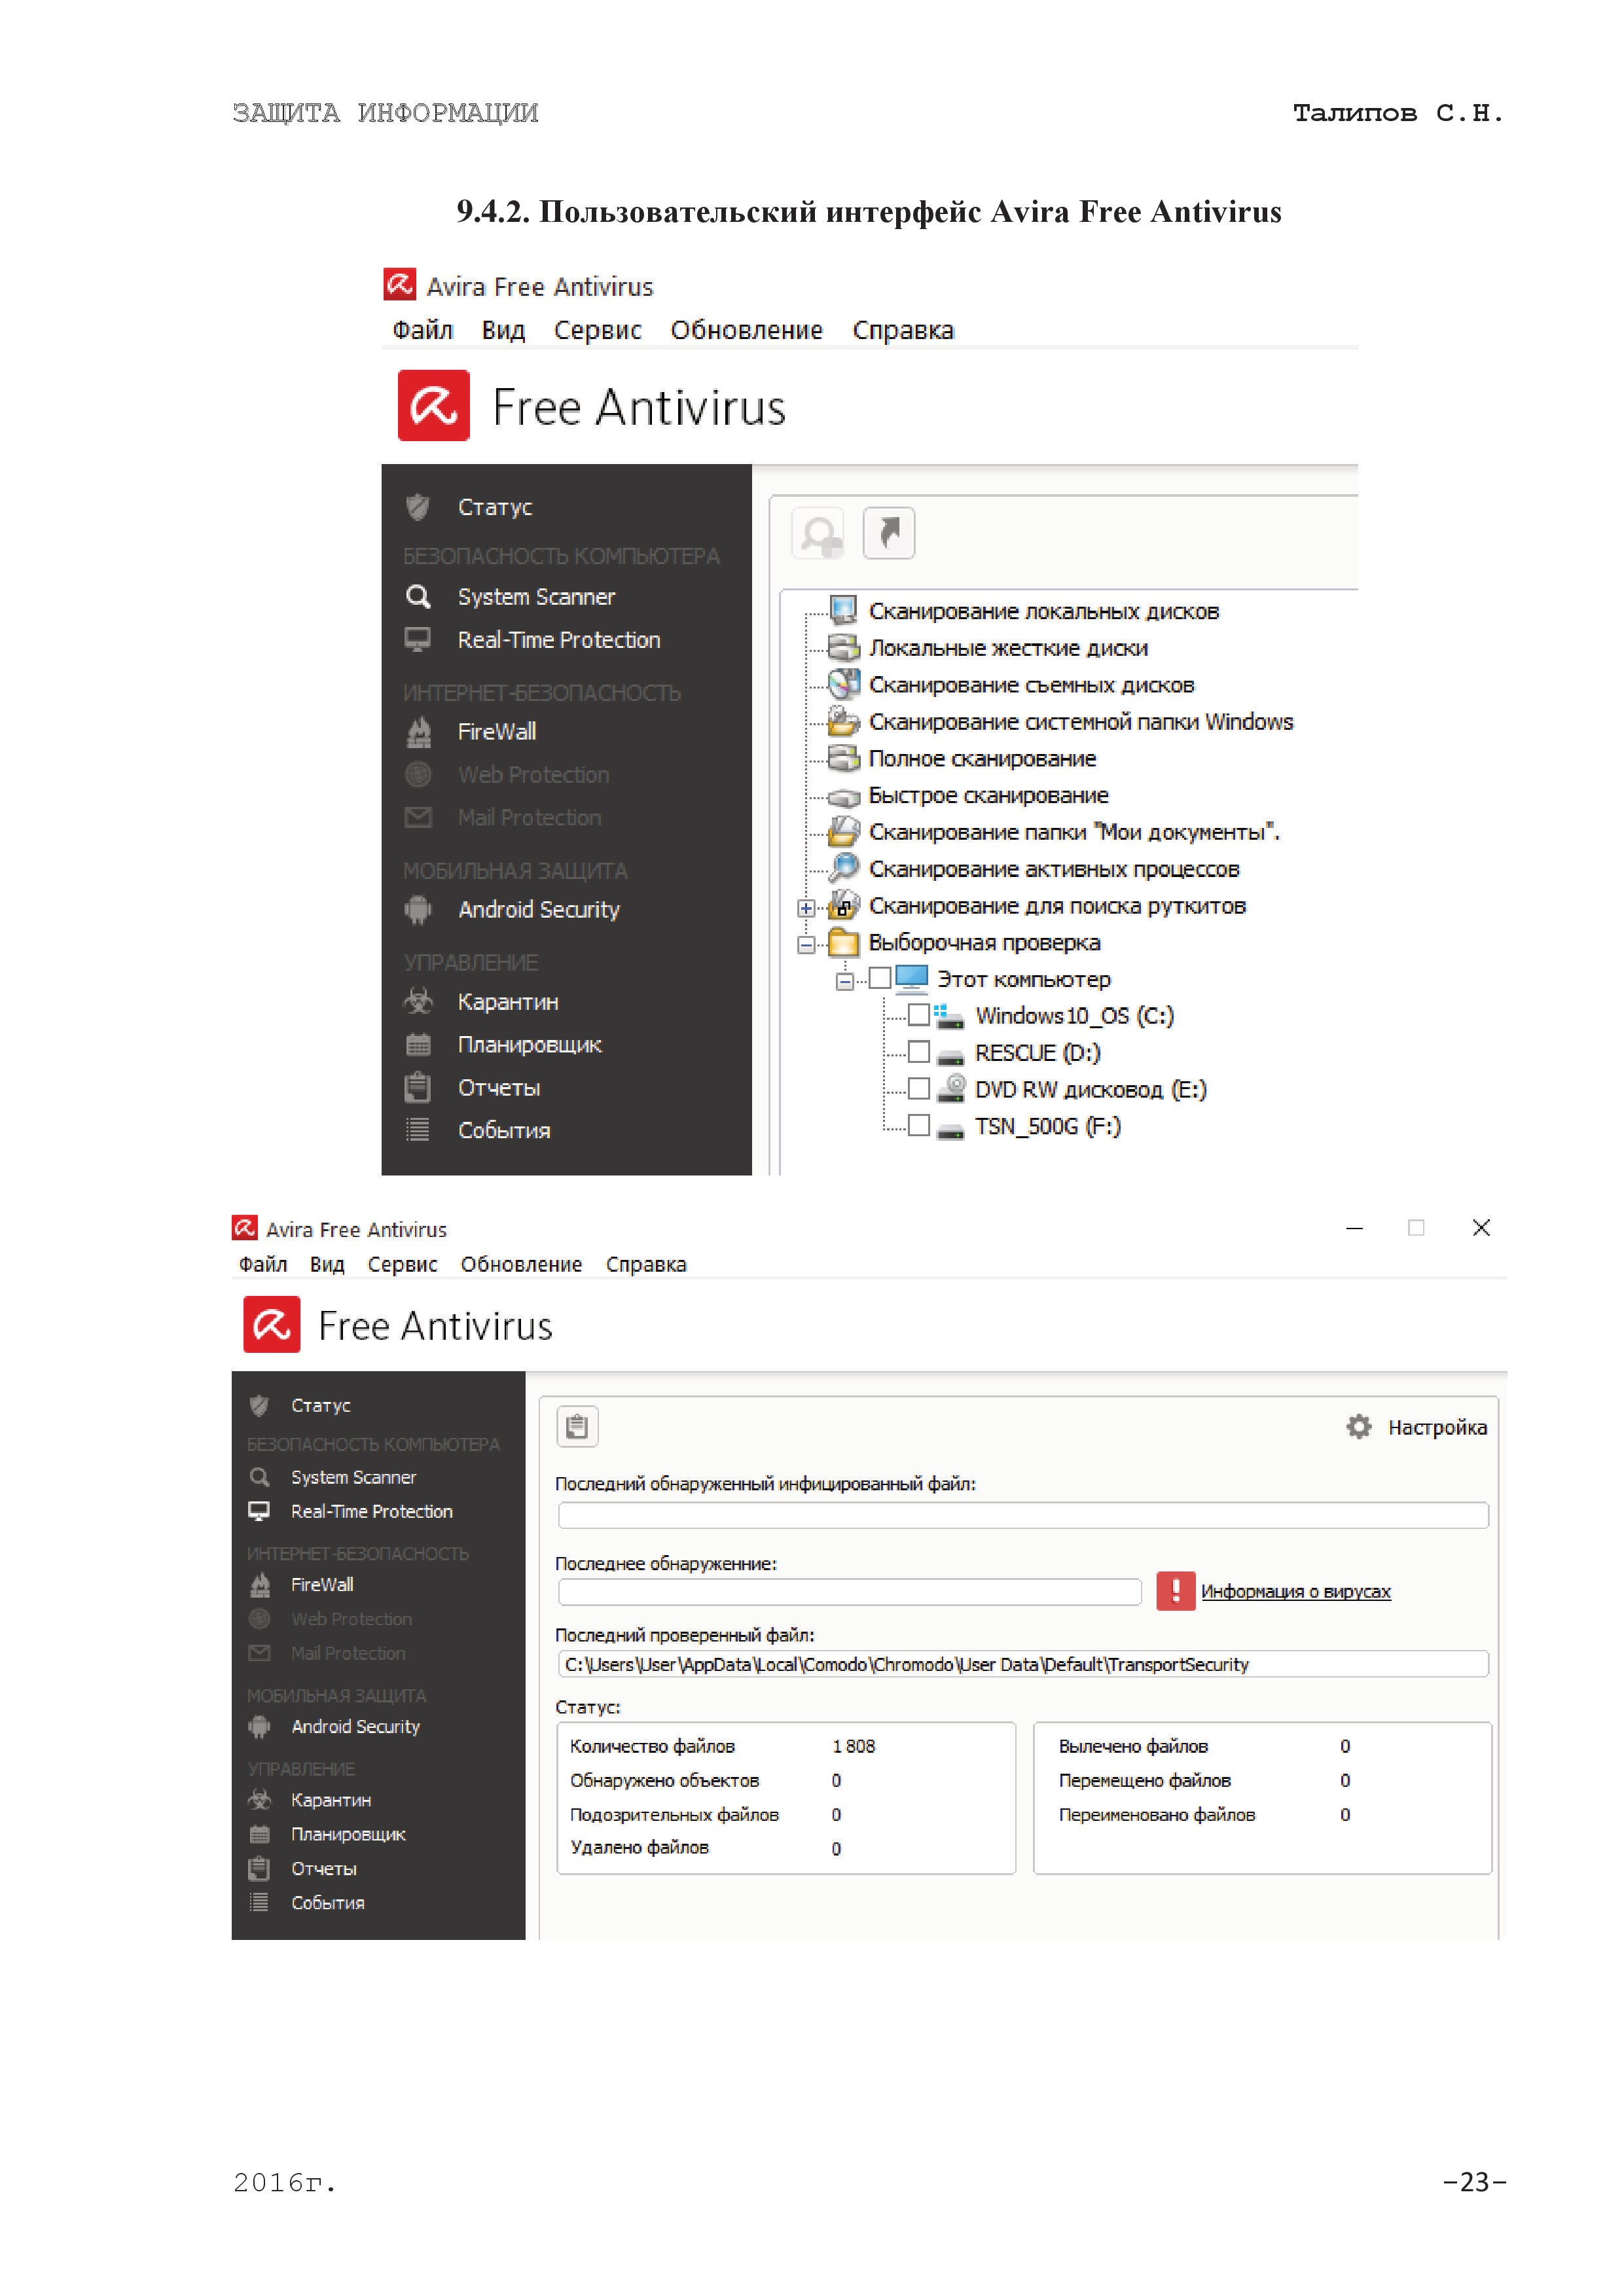 ЗАЩИТА ИНФОРМАЦИИ Талипов С.Н.
9.4.2. Пользовательский интерфейс Avira Free Antivirus
Avira Free Antivirus
Файл Вид Сервис Обновление Справка
Free Antivirus
Статус
БЕЗОПАСНОСТЬ КОМПЬЮТЕРА
System Scanner
Real-Time Protection
ИНТЕРНЕТ-БЕЗОПАСНОСТЬ
FireWall
Web Protection
Mail Protection
МОБИЛЬНАЯ ЗАЩИТА
Android Security
УПРАВЛЕНИЕ
Карантин
Планировщик
Отчеты
События
Сканирование локальных дисков
Локальные жесткие диски
Сканирование съемных дисков
Сканирование системной папки Windows
Полное сканирование
Быстрое сканирование
Сканирование папки "Мои документы".
Сканирование активных процессов
Сканирование для поиска руткитов
Выборочная проверка
Этот компьютер
Windows10_OS (C:)
RESCUE (D:)
DVD RW дисковод (E:)
TSN_500G (F:)
Avira Free Antivirus
Файл Вид Сервис Обновление Справка
Free Antivirus
Статус
БЕЗОПАСНОСТЬ КОМПЬЮТЕРА
System Scanner
Real-Time Protection
ИНТЕРНЕТ-БЕЗОПАСНОСТЬ
FireWall
Web Protection
Mail Protection
МОБИЛЬНАЯ ЗАЩИТА
Android Security
УПРАВЛЕНИЕ
Карантин
Планировщик
Отчеты
События
Настройка
Последний обнаруженный инфицированный файл:
Последнее обнаруженние:
Информация о вирусах
Последний проверенный файл:
C:\Users\User\AppData\Local\Comodo\Chromodo\User Data\Default\TransportSecurity
Статус:
Количество файлов 1 808
Обнаружено объектов 0
Подозрительных файлов 0
Удалено файлов 0
Вылечено файлов 0
Перемещено файлов 0
Переименовано файлов 0
2016г. -23-